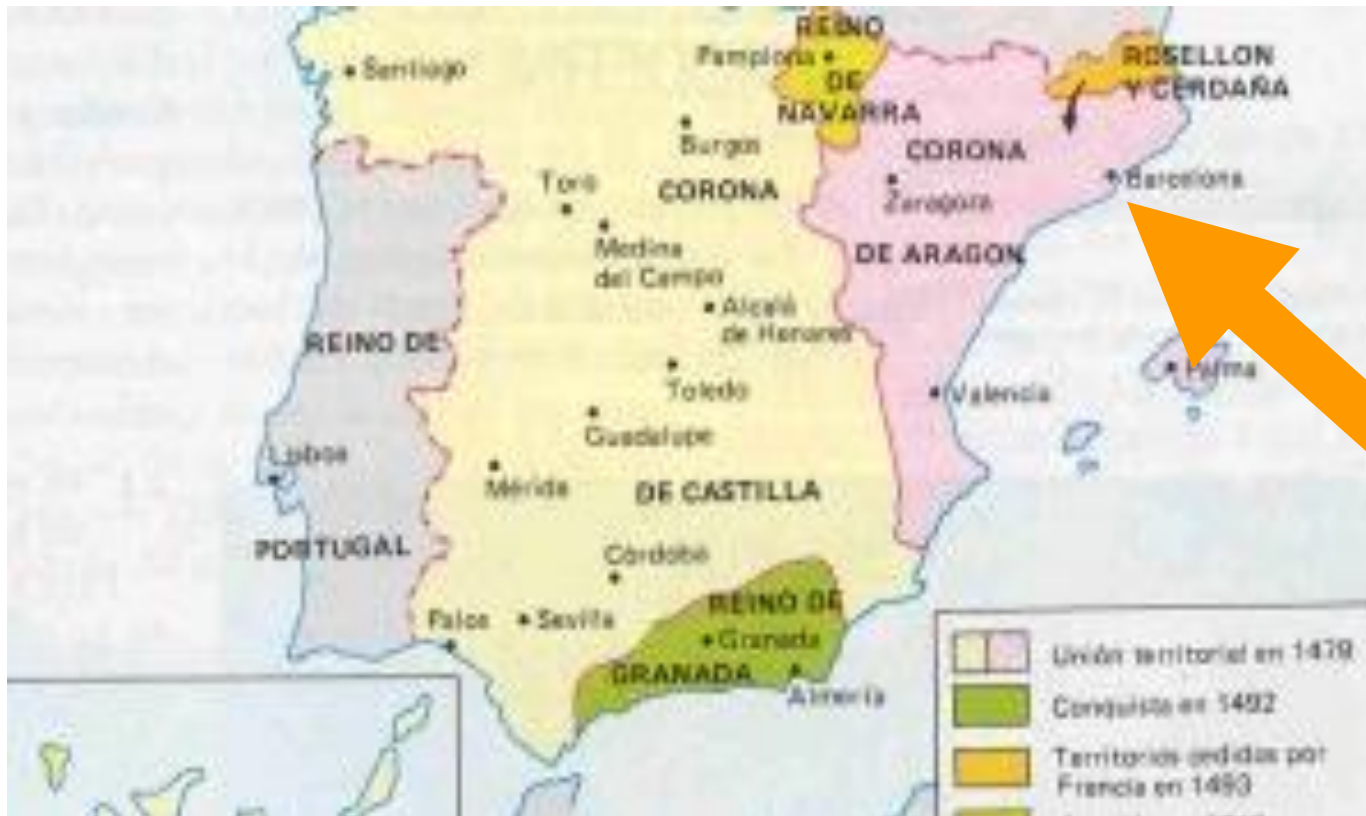 REINO
Pamplona
DE
NAVARRA
ROSELLON
Y CERDAÑA
Santiago
Burgos
CORONA
Zaragoza
DE ARAGON
Barcelona
Toro
CORONA
Medina
del Campo
Alcalá
de Henares
REINO DE
Toledo
Valencia
Palma
Guadalupe
Lisboa
Mérida
DE CASTILLA
PORTUGAL
Córdoba
REINO DE
Palos
Sevilla
Granada
GRANADA
Almería
Unión territorial en 1479
Conquista en 1492
Territorios cedidos por
Francia en 1493